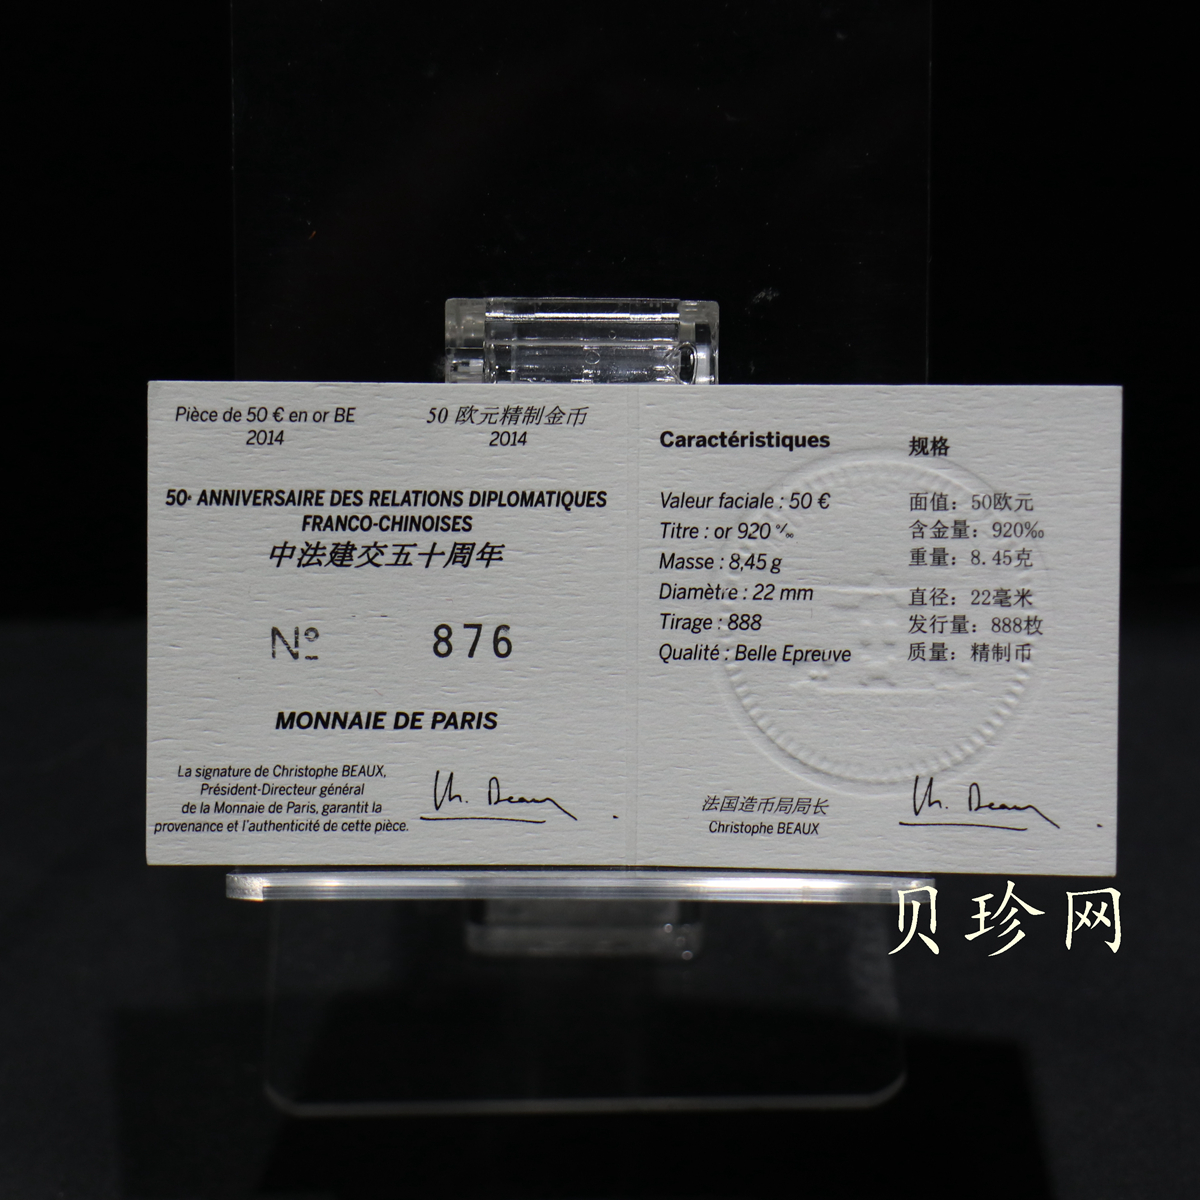 Pièce de 50 € en or BE
2014
50 欧元精制金币
2014
50e ANNIVERSAIRE DES RELATIONS DIPLOMATIQUES
FRANCO-CHINOISES
中法建交五十周年
Nº 876
MONNAIE DE PARIS
La signature de Christophe BEAUX,
Président-Directeur général
de la Monnaie de Paris, garantit la
provenance et l'authenticité de cette pièce.
Ch. Beaux
Caractéristiques
Valeur faciale : 50 €
Titre : or 920 ‰
Masse : 8,45 g
Diamètre : 22 mm
Tirage : 888
Qualité : Belle Epreuve
规格
面值：50欧元
含金量：920‰
重量：8.45克
直径：22毫米
发行量：888枚
质量：精制币
法国造币局局长
Christophe BEAUX
Ch. Beaux
贝珍网